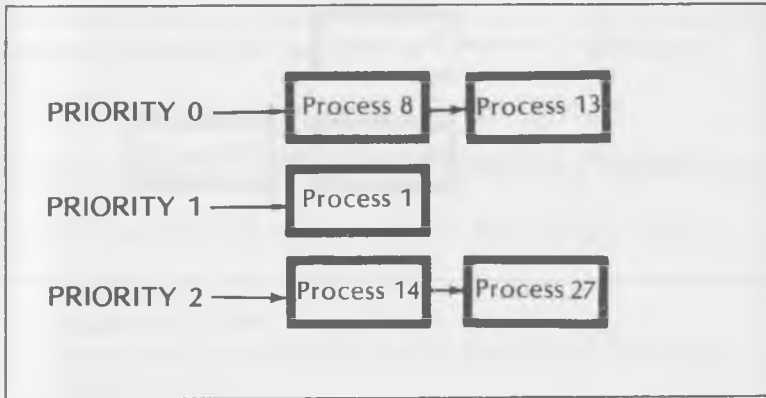 PRIORITY 0 Process 8 Process 13
PRIORITY 1 Process 1
PRIORITY 2 Process 14 Process 27